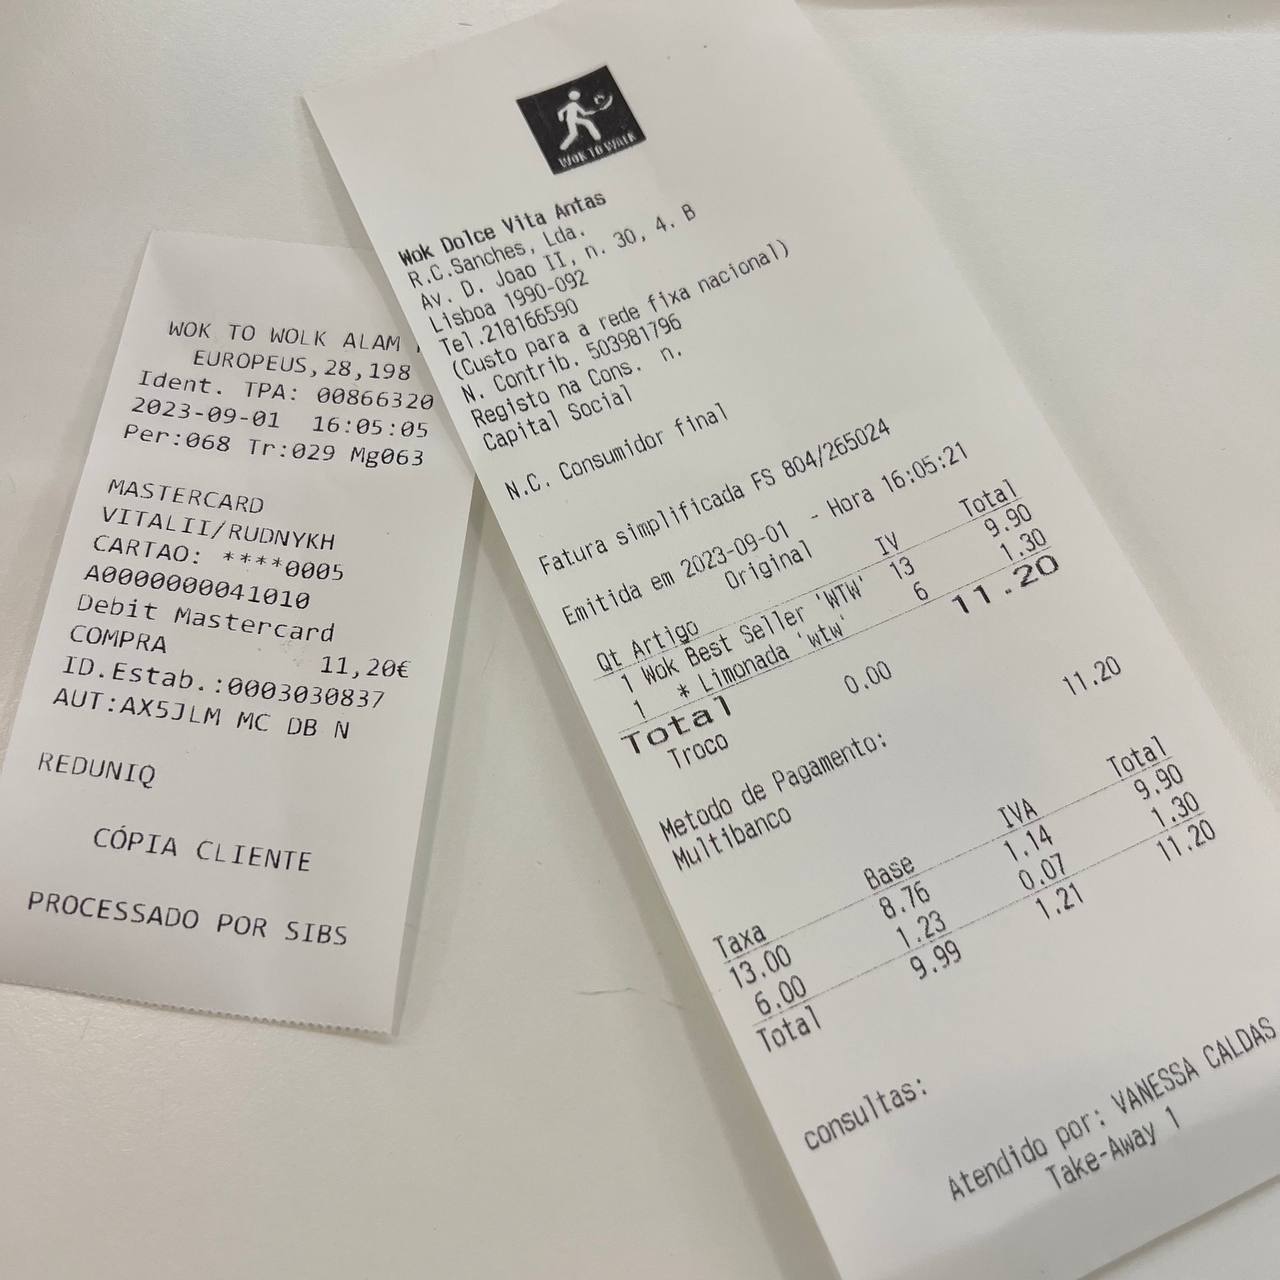 WOK TO WOLK ALAM
EUROPEUS,28,198
Ident. TPA: 00866320
2023-09-01 16:05:05
Per:068 Tr:029 Mg063
MASTERCARD
VITALII/RUDNYKH
CARTAO: ****0005
A0000000041010
Debit Mastercard
COMPRA
11,20€
ID.Estab.:0003030837
AUT:AX5JLM MC DB N
REDUNIQ
CÓPIA CLIENTE
PROCESSADO POR SIBS
WOK TO WALK
Wok Dolce Vita Antas
R.C.Sanches, Lda.
Av. D. Joao II, n. 30, 4. B
Lisboa 1990-092
Tel.218166590
(Custo para a rede fixa nacional)
N. Contrib. 503981796
Registo na Cons. n.
Capital Social
N.C. Consumidor final
Fatura simplificada FS 804/265024
Emitida em 2023-09-01 - Hora 16:05:21
Original
Qt Artigo IV Total
1 Wok Best Seller 'WTW' 13 9.90
1 * Limonada 'wtw' 6 1.30
Total 11.20
Troco 0.00
Metodo de Pagamento:
Multibanco 11.20
Taxa Base IVA Total
13.00 8.76 1.14 9.90
6.00 1.23 0.07 1.30
Total 9.99 1.21 11.20
consultas:
Atendido por: VANESSA CALDAS
Take-Away 1